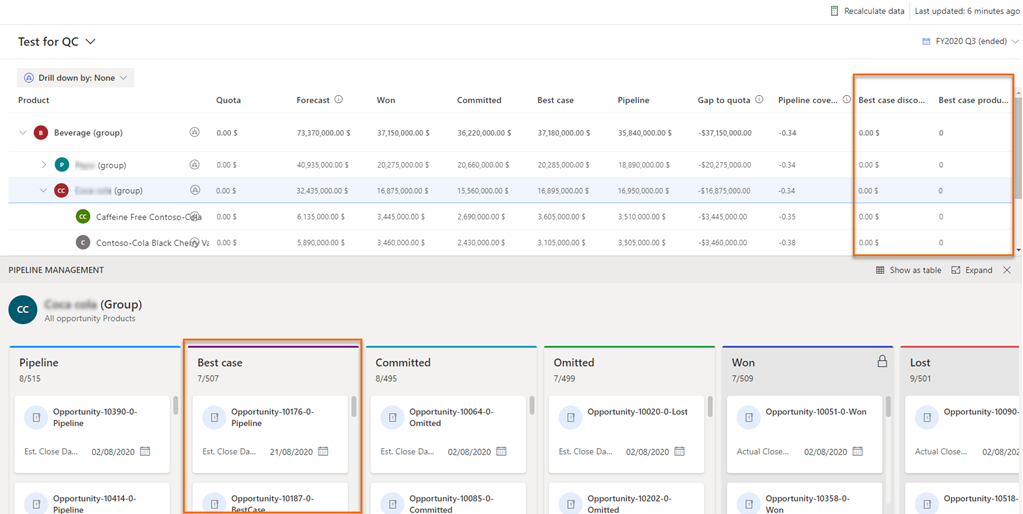 Recalculate data Last updated: 6 minutes ago
Test for QC FY2020 Q3 (ended)
Drill down by: None
Product Quota Forecast Won Committed Best case Pipeline Gap to quota Pipeline cove... Best case disco... Best case produ...
B Beverage (group) 0.00 $ 73,370,000.00 $ 37,150,000.00 $ 36,220,000.00 $ 37,180,000.00 $ 35,840,000.00 $ -$37,150,000.00 -0.34 0.00 $ 0
P (group) 0.00 $ 40,935,000.00 $ 20,275,000.00 $ 20,660,000.00 $ 20,285,000.00 $ 18,890,000.00 $ -$20,275,000.00 -0.34 0.00 $ 0
CC (group) 0.00 $ 32,435,000.00 $ 16,875,000.00 $ 15,560,000.00 $ 16,895,000.00 $ 16,950,000.00 $ -$16,875,000.00 -0.34 0.00 $ 0
CC Caffeine Free Contoso-Cola 0.00 $ 6,135,000.00 $ 3,445,000.00 $ 2,690,000.00 $ 3,605,000.00 $ 3,510,000.00 $ -$3,445,000.00 -0.35 0.00 $ 0
C Contoso-Cola Black Cherry Va 0.00 $ 5,890,000.00 $ 3,460,000.00 $ 2,430,000.00 $ 3,105,000.00 $ 3,505,000.00 $ -$3,460,000.00 -0.38 0.00 $ 0
PIPELINE MANAGEMENT Show as table Expand
CC (Group)
All opportunity Products
Pipeline Best case Committed Omitted Won Lost
8/515 7/507 8/495 7/499 7/509 9/501
Opportunity-10390-0- Opportunity-10176-0- Opportunity-10064-0- Opportunity-10020-0-Lost Opportunity-10051-0-Won Opportunity-10090-
Pipeline Pipeline Omitted
Est. Close Da... 02/08/2020 Est. Close Da... 21/08/2020 Est. Close Da... 02/08/2020 Est. Close Da... 02/08/2020 Actual Close... 02/08/2020 Actual Close... 02/08/20
Opportunity-10414-0- Opportunity-10187-0- Opportunity-10085-0- Opportunity-10202-0- Opportunity-10358-0- Opportunity-10518-
Pipeline BestCase Committed Omitted Won